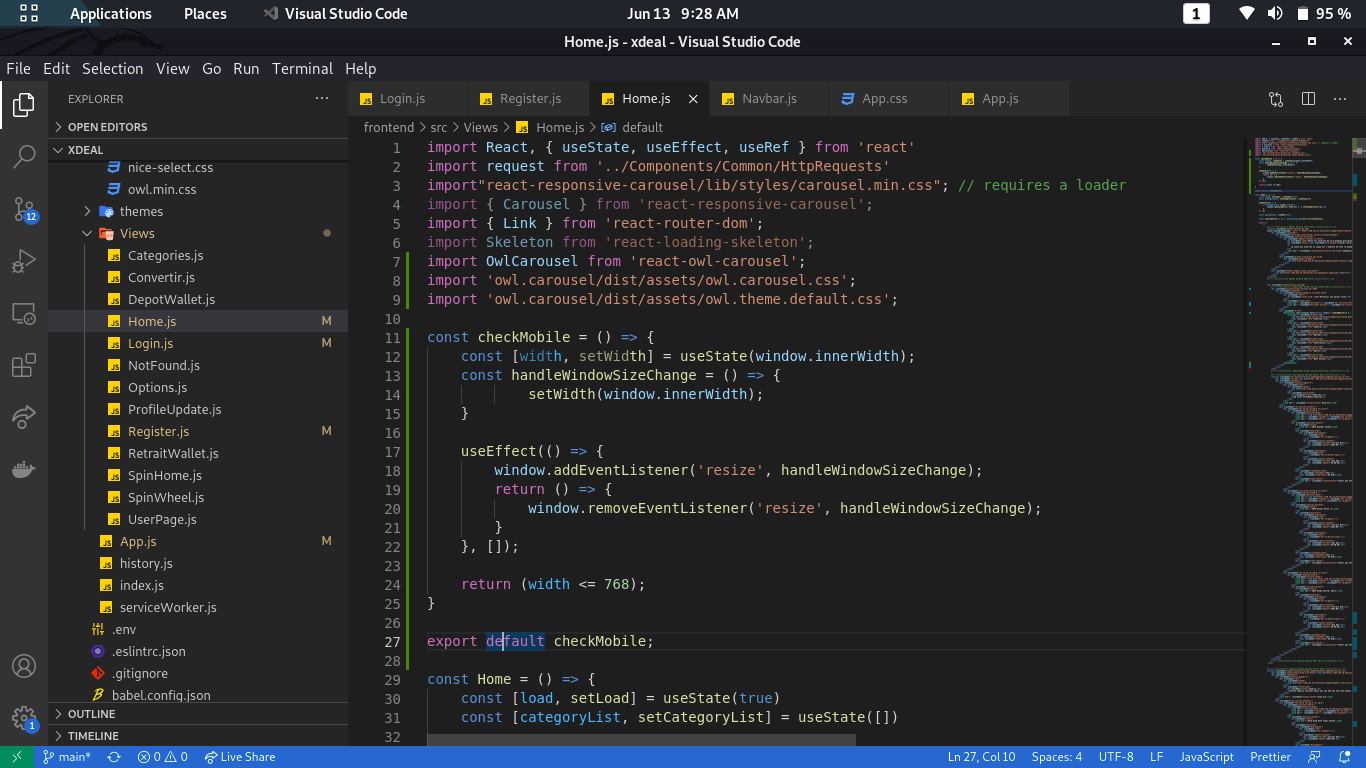 Applications Places Visual Studio Code Jun 13 9:28 AM 1 95 %
Home.js - xdeal - Visual Studio Code
File Edit Selection View Go Run Terminal Help
EXPLORER
OPEN EDITORS
XDEAL
nice-select.css
owl.min.css
themes
Views
Categories.js
Convertir.js
DepotWallet.js
Home.js M
Login.js M
NotFound.js
Options.js
ProfileUpdate.js
Register.js M
RetraitWallet.js
SpinHome.js
SpinWheel.js
UserPage.js
App.js M
history.js
index.js
serviceWorker.js
.env
.eslintrc.json
.gitignore
babel.config.json
OUTLINE
TIMELINE
12
1
Login.js Register.js Home.js Navbar.js App.css App.js
frontend > src > Views > Home.js > default
1 import React, { useState, useEffect, useRef } from 'react'
2 import request from '../Components/Common/HttpRequests'
3 import"react-responsive-carousel/lib/styles/carousel.min.css"; // requires a loader
4 import { Carousel } from 'react-responsive-carousel';
5 import { Link } from 'react-router-dom';
6 import Skeleton from 'react-loading-skeleton';
7 import OwlCarousel from 'react-owl-carousel';
8 import 'owl.carousel/dist/assets/owl.carousel.css';
9 import 'owl.carousel/dist/assets/owl.theme.default.css';
10
11 const checkMobile = () => {
12 const [width, setWidth] = useState(window.innerWidth);
13 const handleWindowSizeChange = () => {
14 setWidth(window.innerWidth);
15 }
16
17 useEffect(() => {
18 window.addEventListener('resize', handleWindowSizeChange);
19 return () => {
20 window.removeEventListener('resize', handleWindowSizeChange);
21 }
22 }, []);
23
24 return (width <= 768);
25 }
26
27 export default checkMobile;
28
29 const Home = () => {
30 const [load, setLoad] = useState(true)
31 const [categoryList, setCategoryList] = useState([])
32
main* 0 0 Live Share Ln 27, Col 10 Spaces: 4 UTF-8 LF JavaScript Prettier